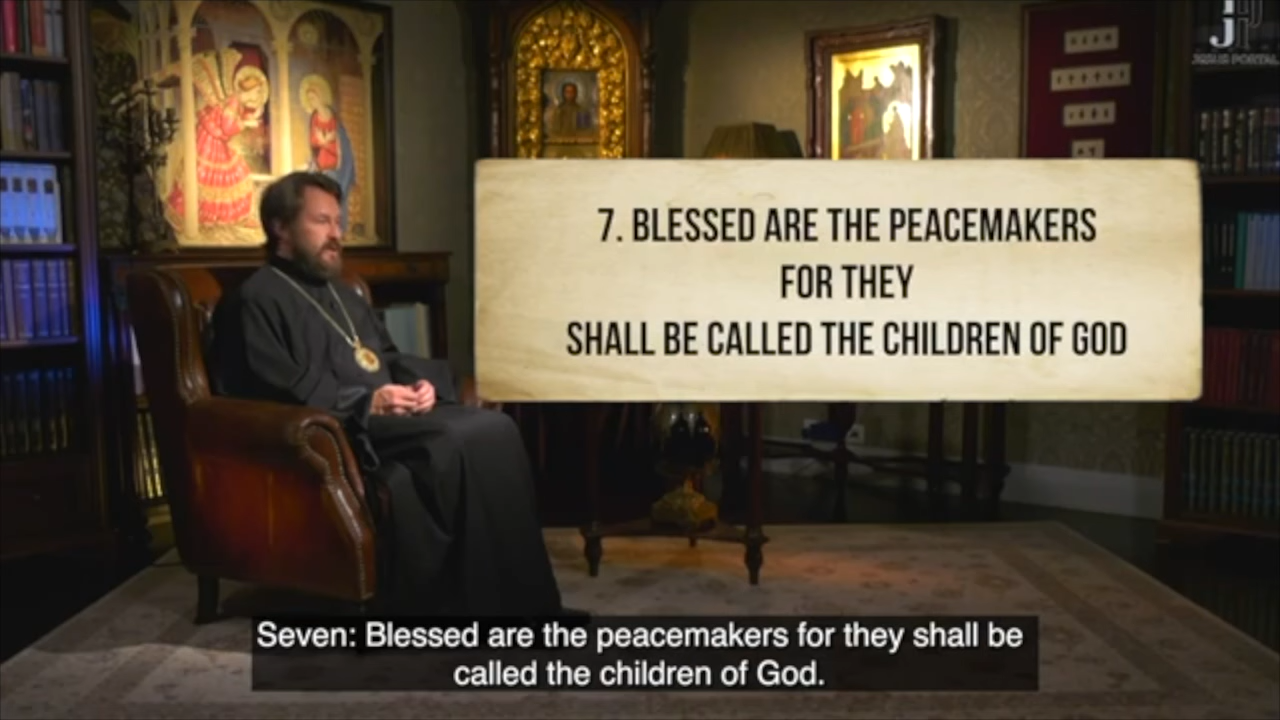 JESUS PORTAL
7. BLESSED ARE THE PEACEMAKERS
FOR THEY
SHALL BE CALLED THE CHILDREN OF GOD
Seven: Blessed are the peacemakers for they shall be
called the children of God.